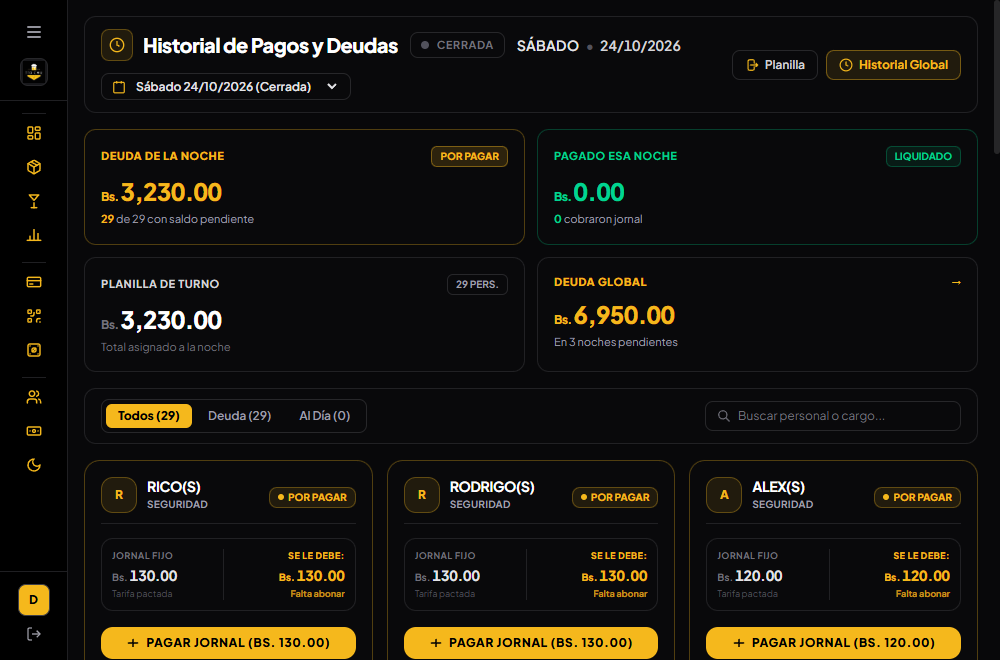 Historial de Pagos y Deudas
CERRADA
SÁBADO • 24/10/2026
Sábado 24/10/2026 (Cerrada)
Planilla
Historial Global
DEUDA DE LA NOCHE
POR PAGAR
Bs. 3,230.00
29 de 29 con saldo pendiente
PAGADO ESA NOCHE
LIQUIDADO
Bs. 0.00
0 cobraron jornal
PLANILLA DE TURNO
29 PERS.
Bs. 3,230.00
Total asignado a la noche
DEUDA GLOBAL
→
Bs. 6,950.00
En 3 noches pendientes
Todos (29)
Deuda (29)
Al Día (0)
Buscar personal o cargo...
R
RICO(S)
SEGURIDAD
POR PAGAR
JORNAL FIJO
Bs. 130.00
Tarifa pactada
SE LE DEBE:
Bs. 130.00
Falta abonar
+ PAGAR JORNAL (BS. 130.00)
R
RODRIGO(S)
SEGURIDAD
POR PAGAR
JORNAL FIJO
Bs. 130.00
Tarifa pactada
SE LE DEBE:
Bs. 130.00
Falta abonar
+ PAGAR JORNAL (BS. 130.00)
A
ALEX(S)
SEGURIDAD
POR PAGAR
JORNAL FIJO
Bs. 120.00
Tarifa pactada
SE LE DEBE:
Bs. 120.00
Falta abonar
+ PAGAR JORNAL (BS. 120.00)
D